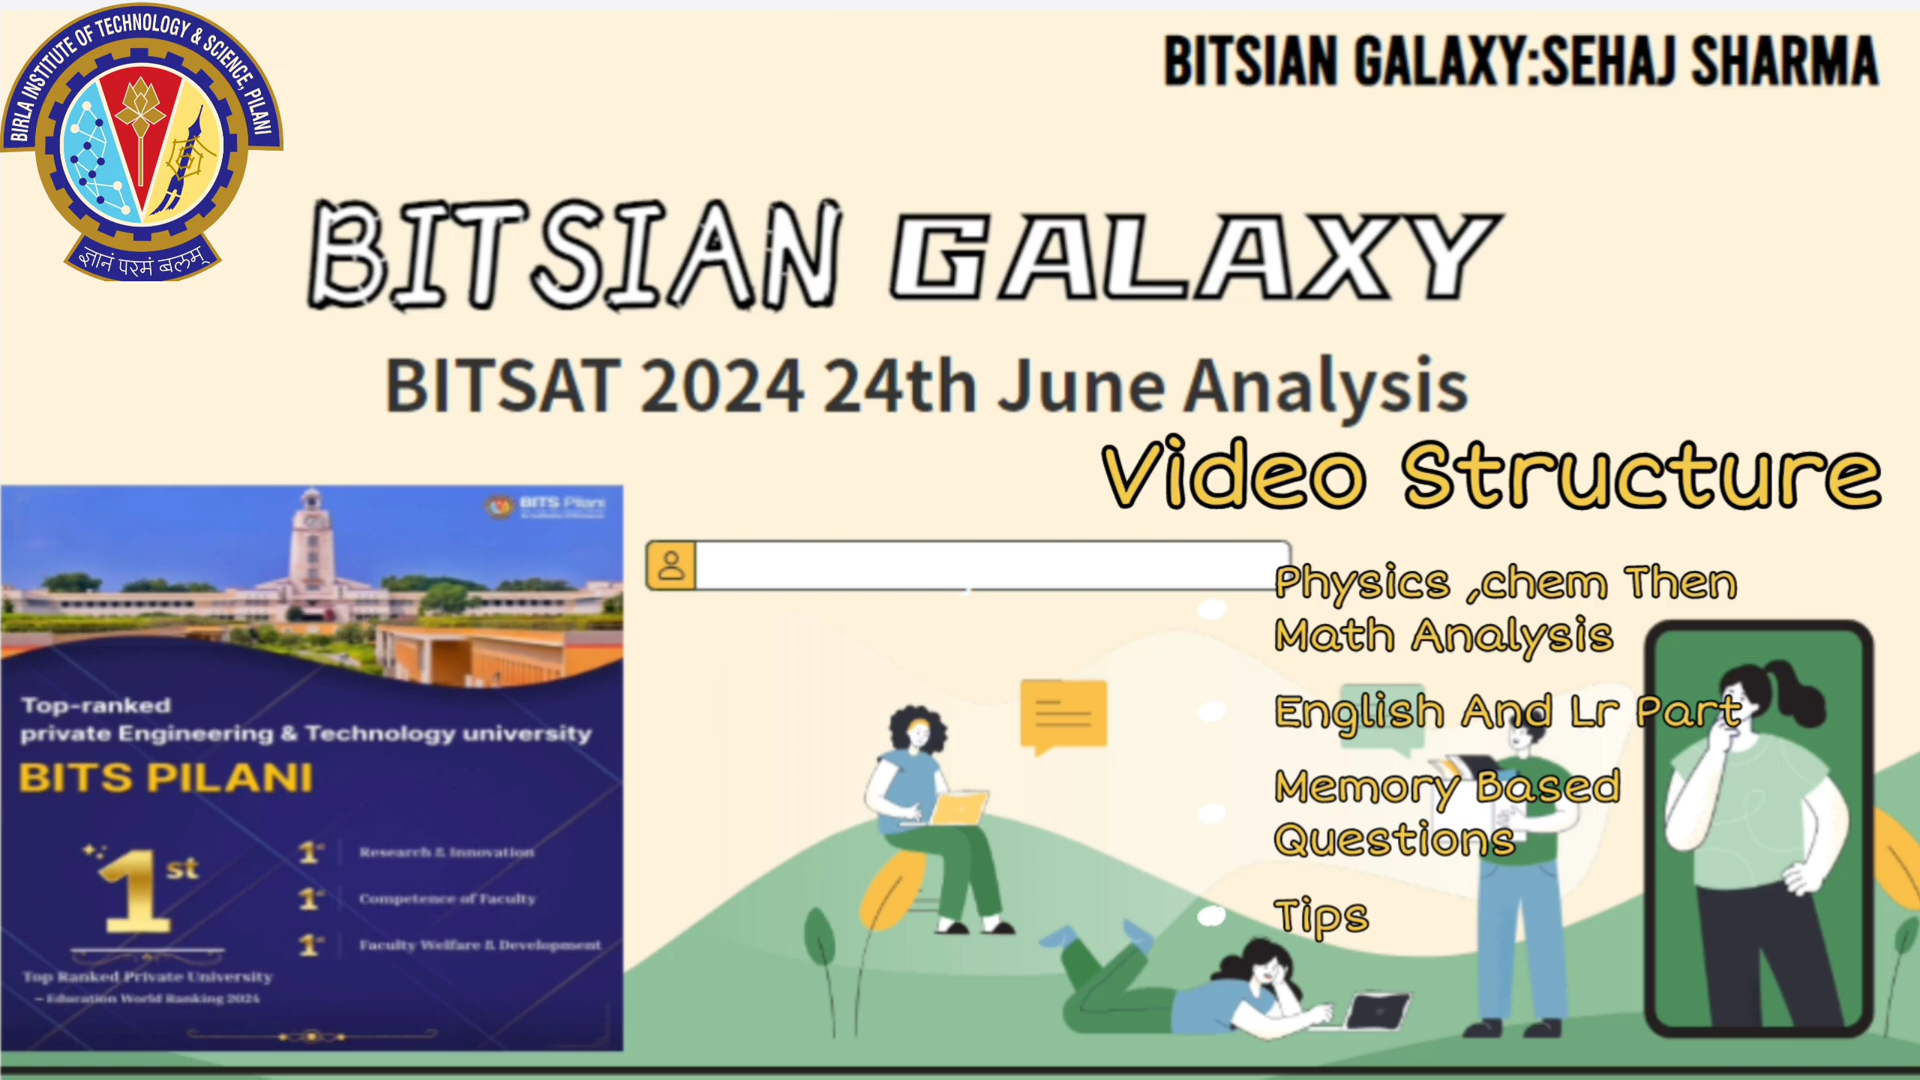 BIRLA INSTITUTE OF TECHNOLOGY & SCIENCE, PILANI
ज्ञानं परमं बलम्
BITSIAN GALAXY:SEHAJ SHARMA
BITSIAN GALAXY
BITSAT 2024 24th June Analysis
Video Structure
Physics ,chem Then
Math Analysis
English And Lr Part
Memory Based
Questions
Tips
BITS Pilani
Top-ranked
private Engineering & Technology university
BITS PILANI
1st
1st Research & Innovation
1st Competence of Faculty
1st Faculty Welfare & Development
Top Ranked Private University
– Education World Ranking 2024